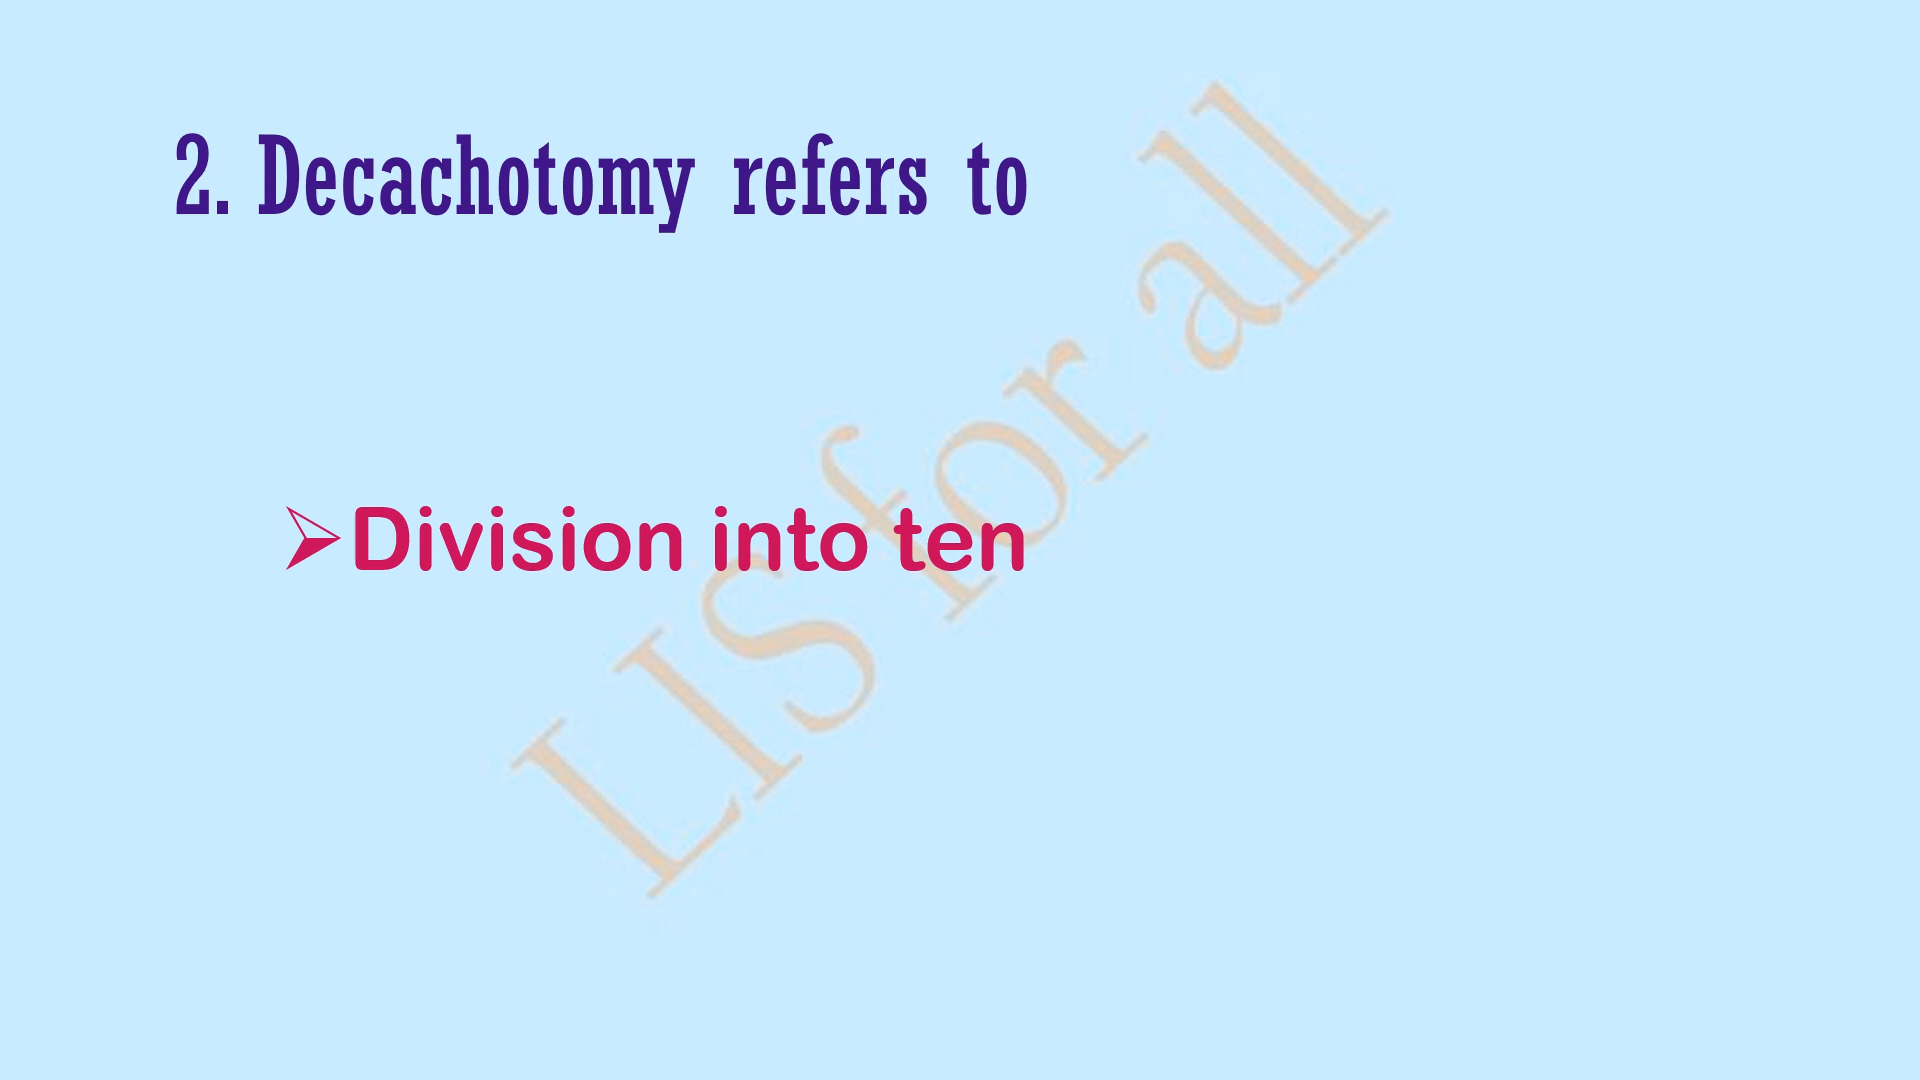 2. Decachotomy refers to
➢Division into ten
LIS for all